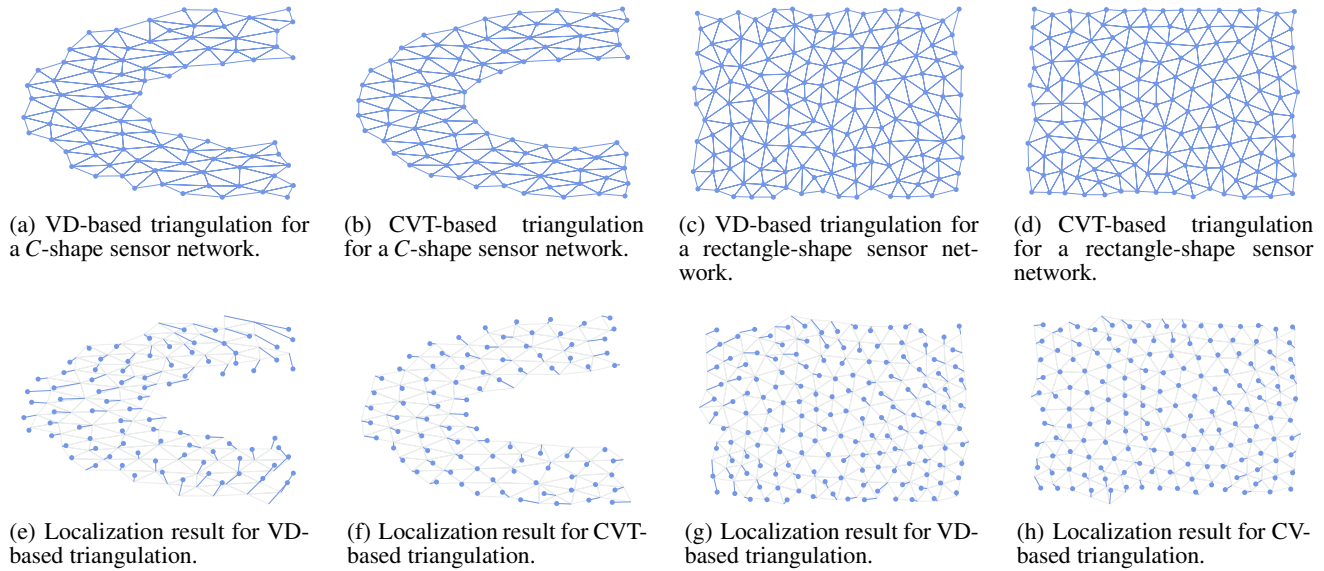 (a) VD-based triangulation for
a C-shape sensor network.
(b) CVT-based triangulation
for a C-shape sensor network.
(c) VD-based triangulation for
a rectangle-shape sensor net-
work.
(d) CVT-based triangulation
for a rectangle-shape sensor
network.
(e) Localization result for VD-
based triangulation.
(f) Localization result for CVT-
based triangulation.
(g) Localization result for VD-
based triangulation.
(h) Localization result for CV-
based triangulation.